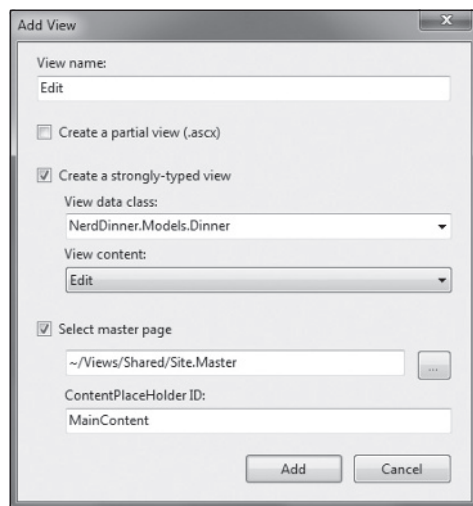 Add View
x
View name:
Edit
Create a partial view (.ascx)
Create a strongly-typed view
View data class:
NerdDinner.Models.Dinner
View content:
Edit
Select master page
~/Views/Shared/Site.Master
...
ContentPlaceHolder ID:
MainContent
Add
Cancel